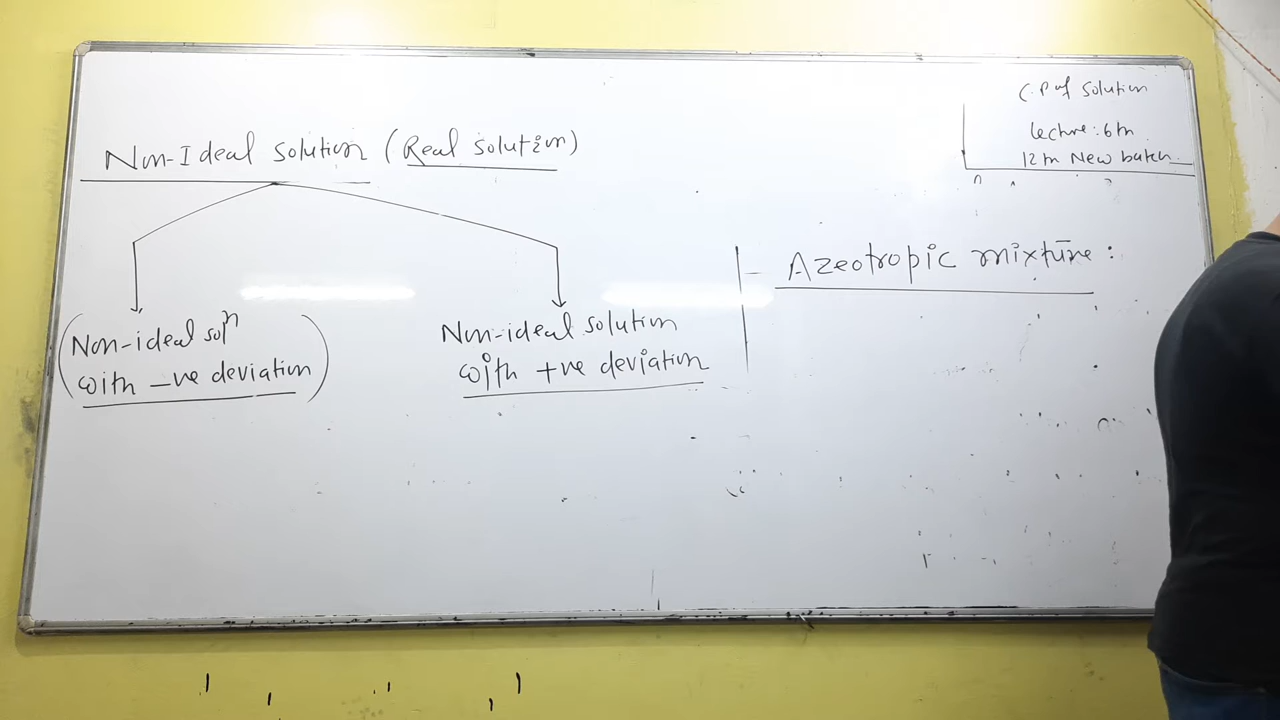 C.P of Solution
Lecture: 6th
12th New batch
Non-Ideal solution (Real solution)
Non-ideal solⁿ
(with -ve deviation)
Non-ideal solution
with +ve deviation
Azeotropic mixture: